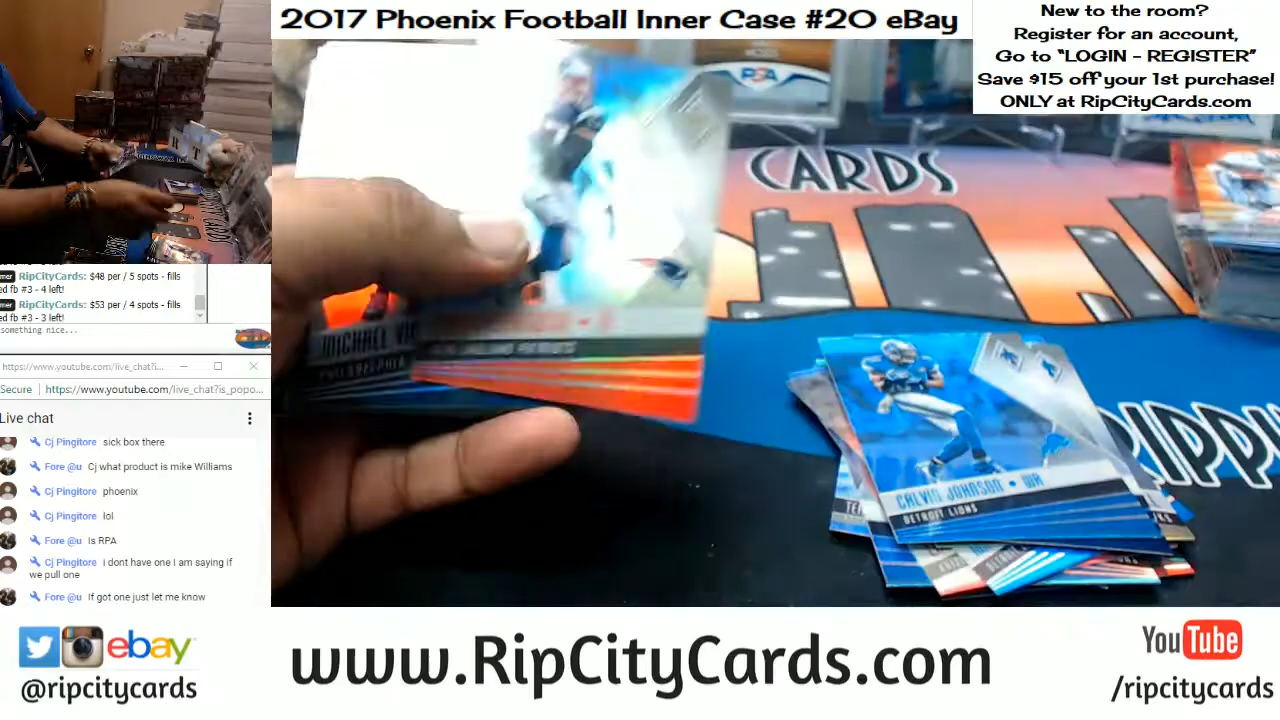 2017 Phoenix Football Inner Case #20 eBay
New to the room?
Register for an account,
Go to “LOGIN - REGISTER”
Save $15 off your 1st purchase!
ONLY at RipCityCards.com
PSA
CARDS
RIPP
RipCityCards: $48 per / 5 spots - fills
ed fb #3 - 4 left!
RipCityCards: $53 per / 4 spots - fills
ed fb #3 - 3 left!
something nice...
https://www.youtube.com/live_chat?i...
Secure https://www.youtube.com/live_chat?is_popo...
Live chat
Cj Pingitore sick box there
Fore @u Cj what product is mike Williams
Cj Pingitore phoenix
Cj Pingitore lol
Fore @u Is RPA
Cj Pingitore i dont have one I am saying if
we pull one
Fore @u If got one just let me know
MICHAEL
CALVIN JOHNSON • WR
DETROIT LIONS
ebay
@ripcitycards
www.RipCityCards.com
YouTube
/ripcitycards